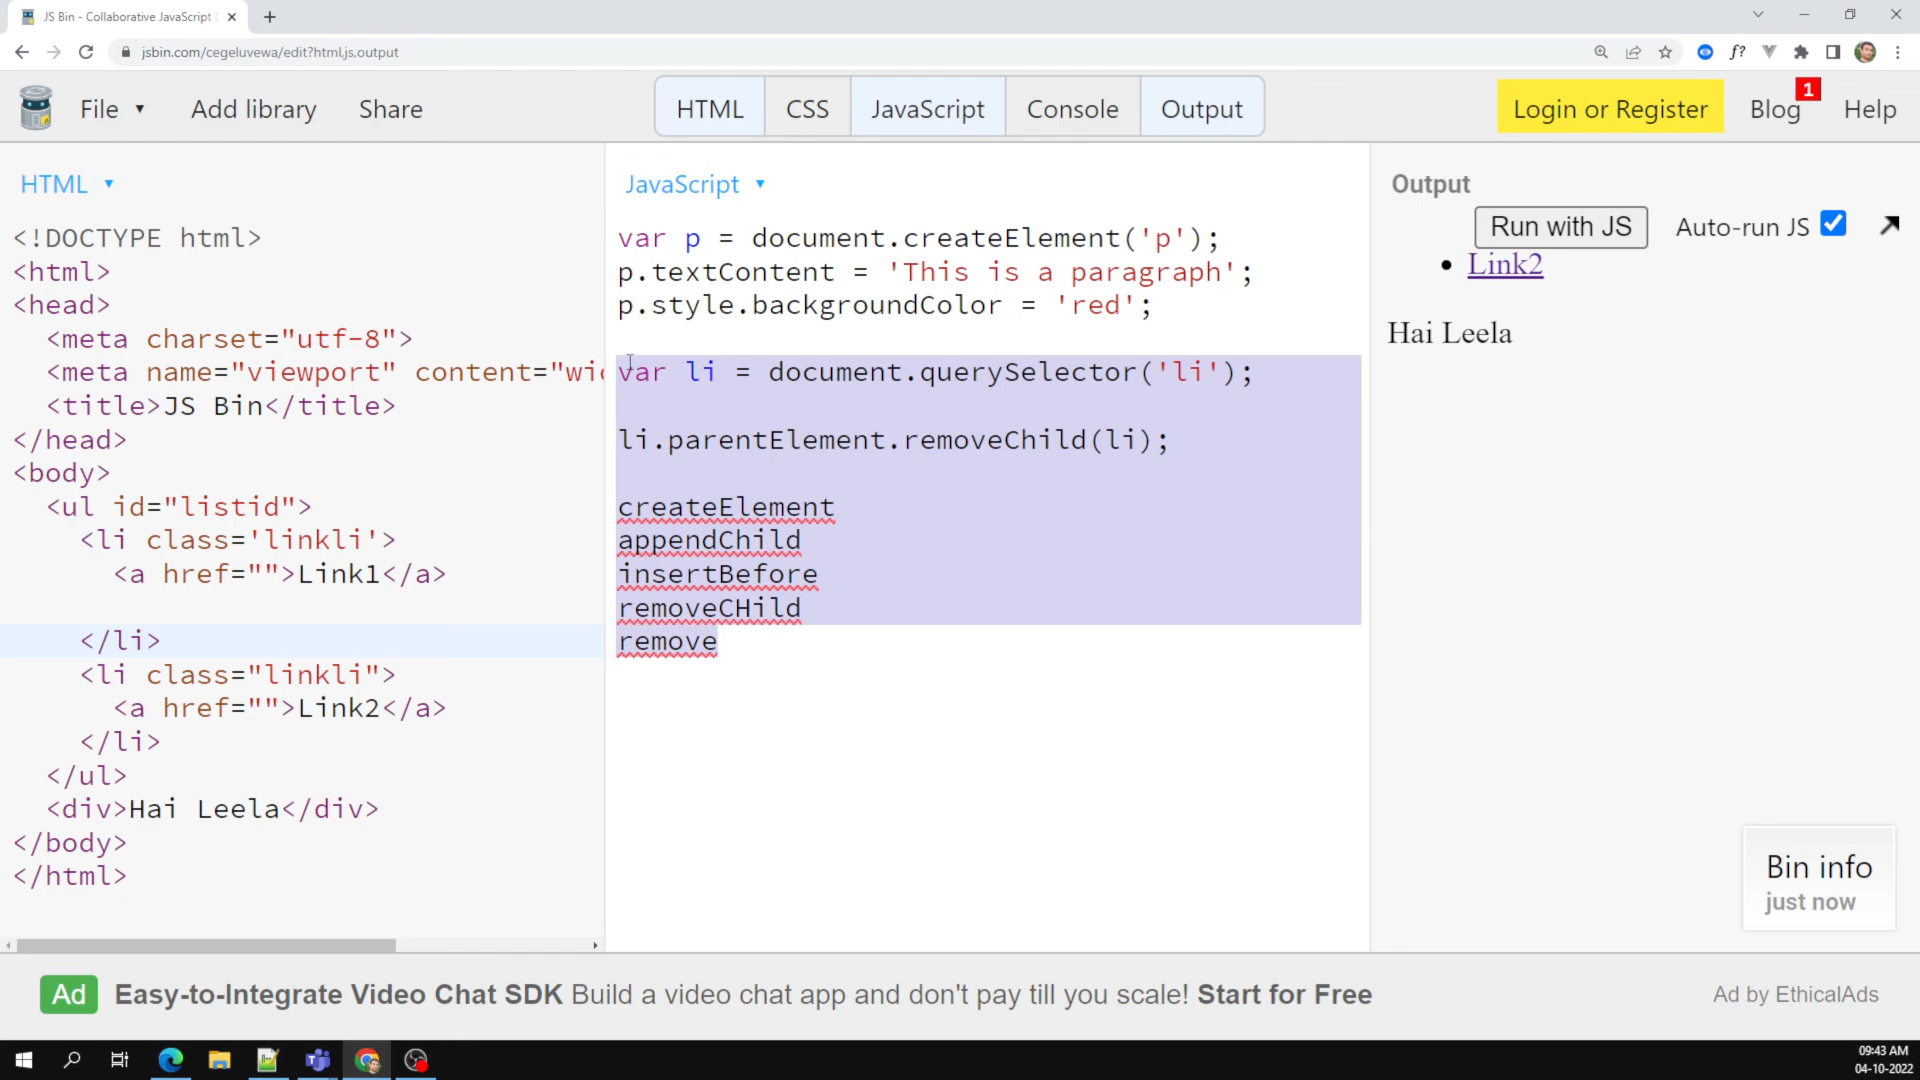 JS Bin - Collaborative JavaScript
jsbin.com/cegeluvewa/edit?html,js,output
f?
File
Add library
Share
HTML
CSS
JavaScript
Console
Output
Login or Register
Blog
1
Help
HTML
<!DOCTYPE html>
<html>
<head>
<meta charset="utf-8">
<meta name="viewport" content="wid
<title>JS Bin</title>
</head>
<body>
<ul id="listid">
<li class='linkli'>
<a href="">Link1</a>
</li>
<li class="linkli">
<a href="">Link2</a>
</li>
</ul>
<div>Hai Leela</div>
</body>
</html>
JavaScript
var p = document.createElement('p');
p.textContent = 'This is a paragraph';
p.style.backgroundColor = 'red';
var li = document.querySelector('li');
li.parentElement.removeChild(li);
createElement
appendChild
insertBefore
removeCHild
remove
Output
Run with JS
Auto-run JS
Link2
Hai Leela
Bin info
just now
Ad
Easy-to-Integrate Video Chat SDK Build a video chat app and don't pay till you scale! Start for Free
Ad by EthicalAds
09:43 AM
04-10-2022